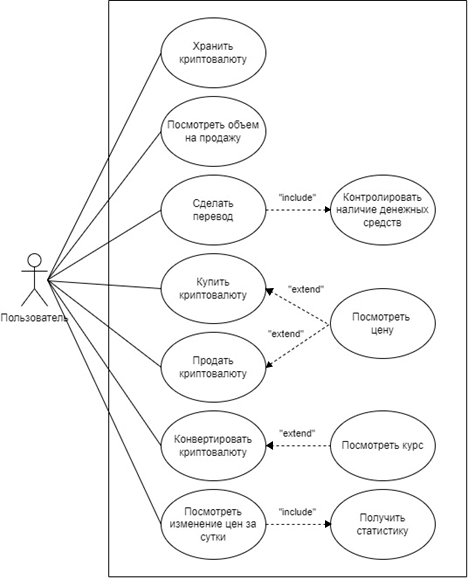 Хранить
криптовалюту
Посмотреть объем
на продажу
Сделать
перевод
"include"
Контролировать
наличие денежных
средств
Пользователь
Купить
криптовалюту
"extend"
Посмотреть
цену
"extend"
Продать
криптовалюту
Конвертировать
криптовалюту
"extend"
Посмотреть курс
Посмотреть
изменение цен за
сутки
"include"
Получить
статистику